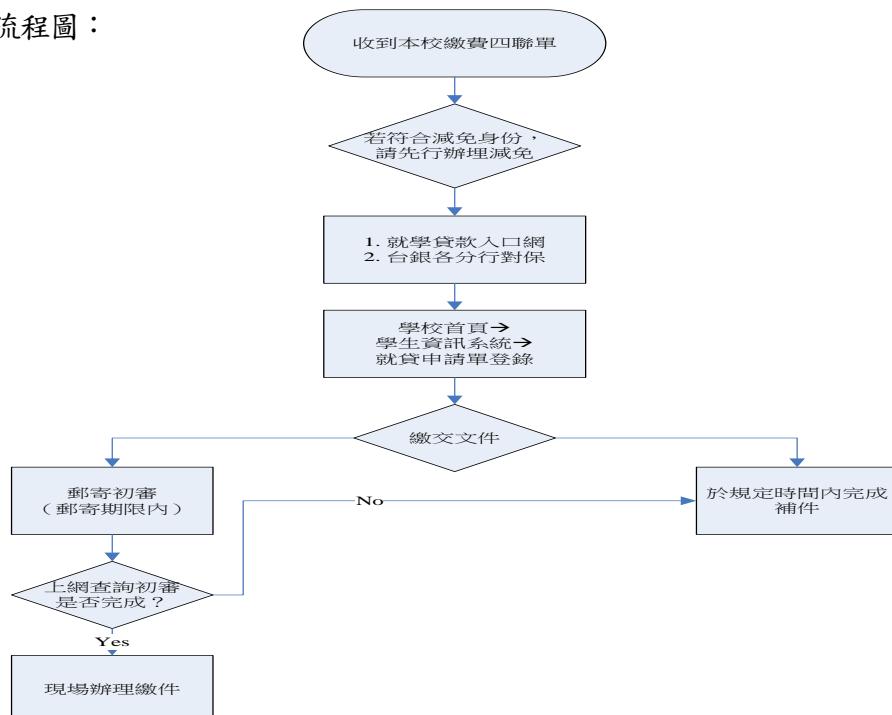 流程圖：
收到本校繳費四聯單
若符合減免身份，
請先行辦理減免
1. 就學貸款入口網
2. 台銀各分行對保
學校首頁→
學生資訊系統→
就貸申請單登錄
繳交文件
郵寄初審
（郵寄期限內）
No
於規定時間內完成
補件
上網查詢初審
是否完成？
Yes
現場辦理繳件